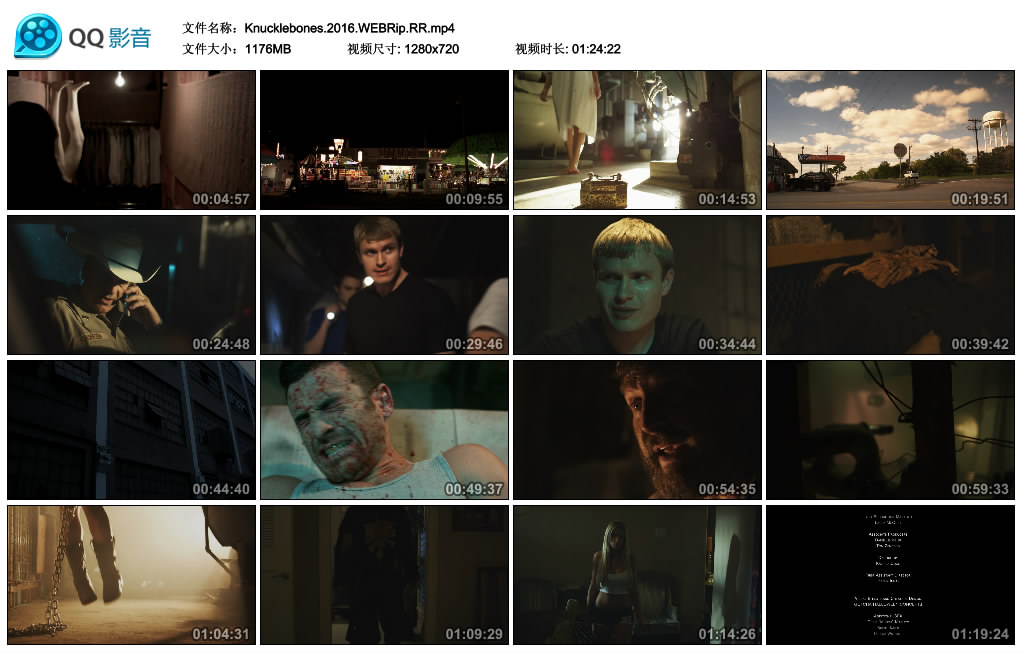 QQ 影音
文件名称: Knucklebones.2016.WEBRip.RR.mp4
文件大小: 1176MB 视频尺寸: 1280x720 视频时长: 01:24:22
00:04:57 00:09:55 00:14:53 00:19:51
00:24:48 00:29:46 00:34:44 00:39:42
00:44:40 00:49:37 00:54:35 00:59:33
01:04:31 01:09:29 01:14:26 01:19:24